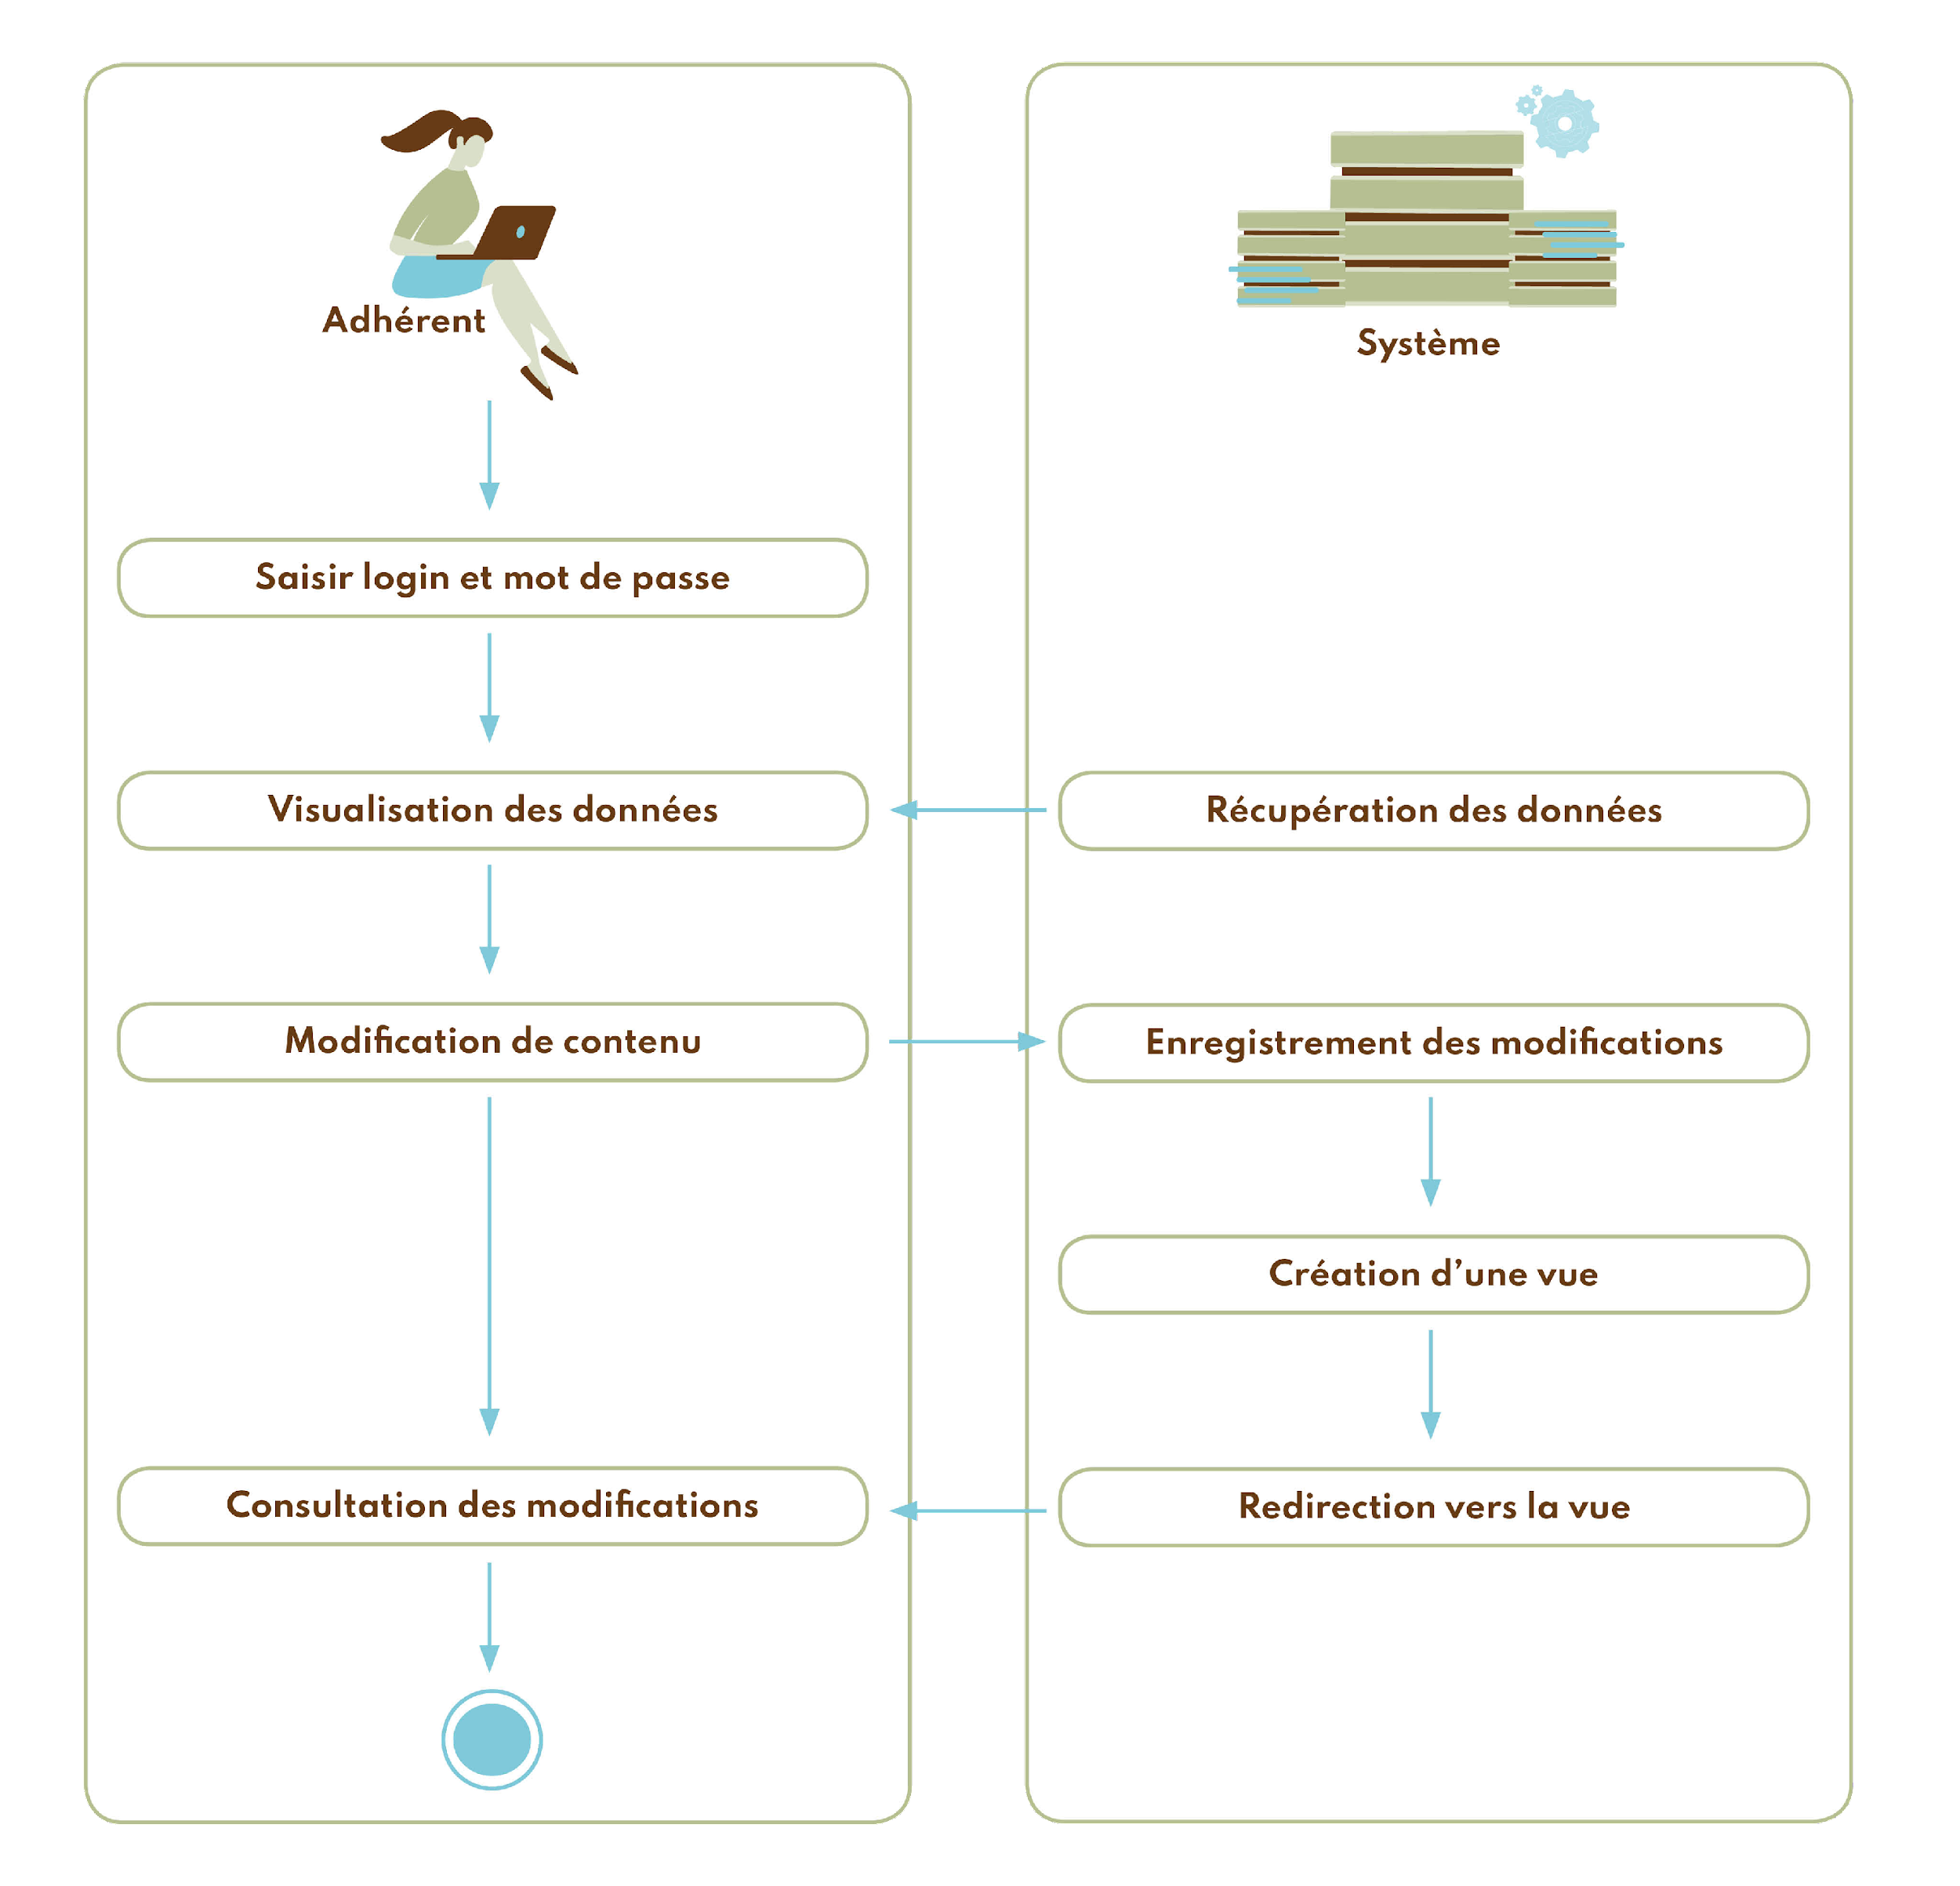 Adhérent
Système
Saisir login et mot de passe
Visualisation des données
Récupération des données
Modification de contenu
Enregistrement des modifications
Création d’une vue
Consultation des modifications
Redirection vers la vue